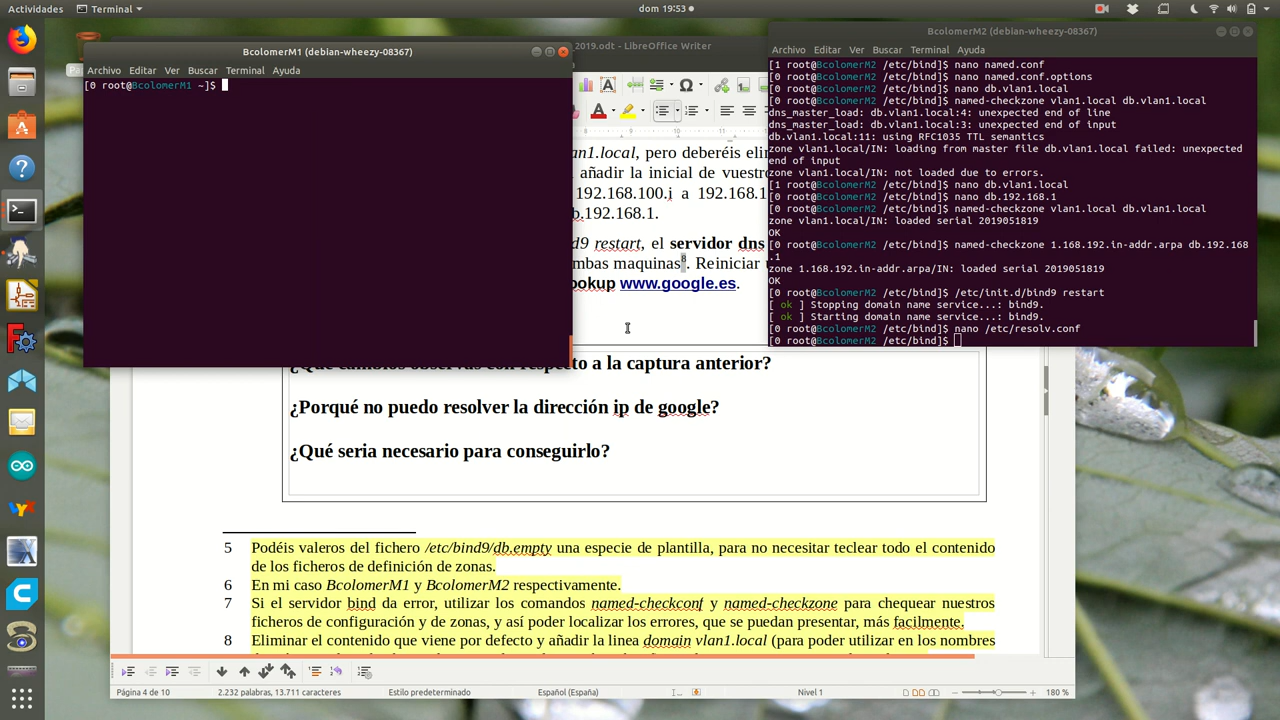 Actividades
Terminal
dom 19:53
BcolomerM1 (debian-wheezy-08367)
Archivo Editar Ver Buscar Terminal Ayuda
[0 root@BcolomerM1 ~]$
2019.odt - LibreOffice Writer
BcolomerM2 (debian-wheezy-08367)
Archivo Editar Ver Buscar Terminal Ayuda
[1 root@BcolomerM2 /etc/bind]$ nano named.conf
[0 root@BcolomerM2 /etc/bind]$ nano named.conf.options
[0 root@BcolomerM2 /etc/bind]$ nano db.vlan1.local
[0 root@BcolomerM2 /etc/bind]$ named-checkzone vlan1.local db.vlan1.local
dns_master_load: db.vlan1.local:4: unexpected end of line
dns_master_load: db.vlan1.local:3: unexpected end of input
db.vlan1.local:11: using RFC1035 TTL semantics
zone vlan1.local/IN: loading from master file db.vlan1.local failed: unexpected
end of input
zone vlan1.local/IN: not loaded due to errors.
[1 root@BcolomerM2 /etc/bind]$ nano db.vlan1.local
[0 root@BcolomerM2 /etc/bind]$ nano db.192.168.1
[0 root@BcolomerM2 /etc/bind]$ named-checkzone vlan1.local db.vlan1.local
zone vlan1.local/IN: loaded serial 2019051819
OK
[0 root@BcolomerM2 /etc/bind]$ named-checkzone 1.168.192.in-addr.arpa db.192.168
.1
zone 1.168.192.in-addr.arpa/IN: loaded serial 2019051819
OK
[0 root@BcolomerM2 /etc/bind]$ /etc/init.d/bind9 restart
[ ok ] Stopping domain name service...: bind9.
[ ok ] Starting domain name service...: bind9.
[0 root@BcolomerM2 /etc/bind]$ nano /etc/resolv.conf
[0 root@BcolomerM2 /etc/bind]$
8 9 10 11
an1.local, pero deberéis elim
añadir la inicial de vuestro
192.168.100.j a 192.168.1
b.192.168.1.
d9 restart, el servidor dns
mbas maquinas8. Reiniciar
okup www.google.es.
¿Qué cambios observas con respecto a la captura anterior?
¿Porqué no puedo resolver la dirección ip de google?
¿Qué seria necesario para conseguirlo?
5 Podéis valeros del fichero /etc/bind9/db.empty una especie de plantilla, para no necesitar teclear todo el contenido
de los ficheros de definición de zonas.
6 En mi caso BcolomerM1 y BcolomerM2 respectivamente.
7 Si el servidor bind da error, utilizar los comandos named-checkconf y named-checkzone para chequear nuestros
ficheros de configuración y de zonas, y así poder localizar los errores, que se puedan presentar, más facilmente.
8 Eliminar el contenido que viene por defecto y añadir la linea domain vlan1.local (para poder utilizar en los nombres
Página 4 de 10
2.232 palabras, 13.711 caracteres
Estilo predeterminado
Español (España)
Nivel 1
180 %